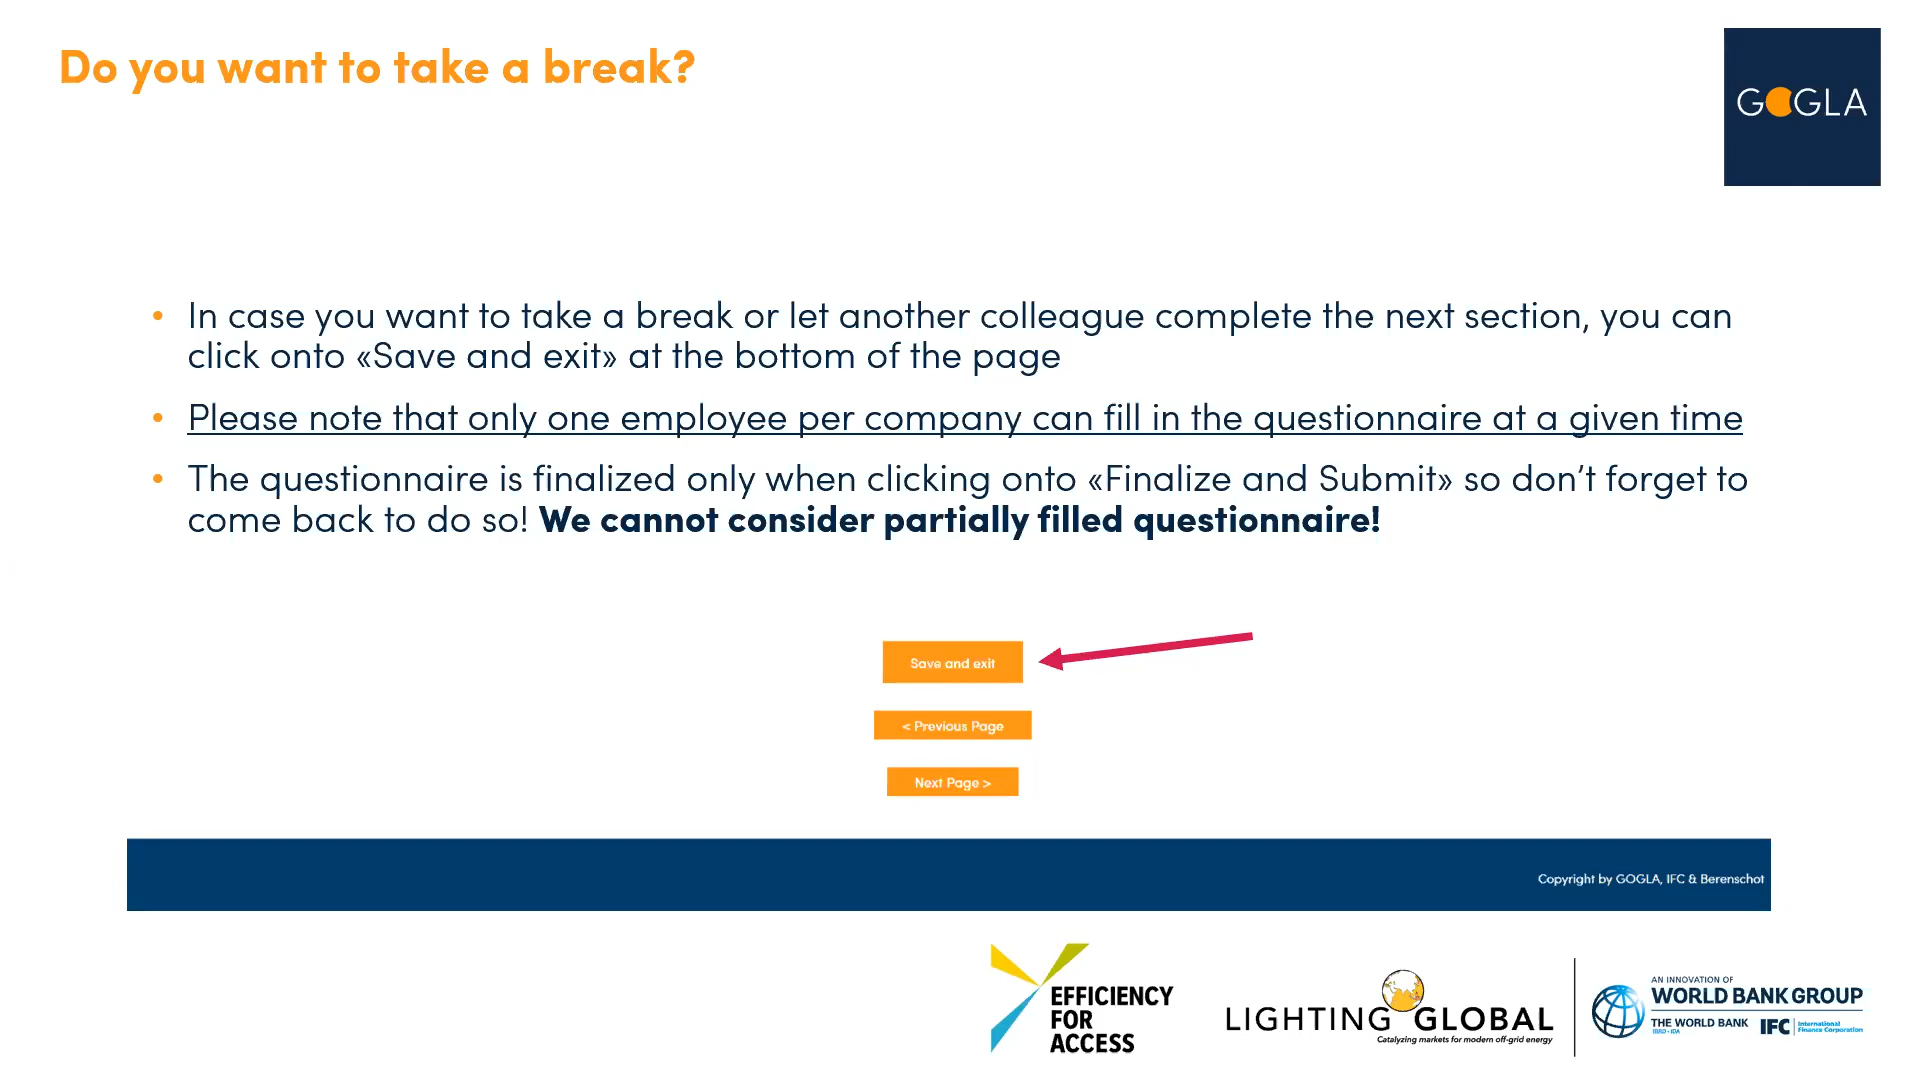 Do you want to take a break?
GOGLA
• In case you want to take a break or let another colleague complete the next section, you can
click onto «Save and exit» at the bottom of the page
• Please note that only one employee per company can fill in the questionnaire at a given time
• The questionnaire is finalized only when clicking onto «Finalize and Submit» so don’t forget to
come back to do so! We cannot consider partially filled questionnaire!
Save and exit
< Previous Page
Next Page >
Copyright by GOGLA, IFC & Berenschot
EFFICIENCY
FOR
ACCESS
LIGHTING GLOBAL
Catalyzing markets for modern off-grid energy
AN INNOVATION OF
WORLD BANK GROUP
THE WORLD BANK
IBRD • IDA
IFC
International
Finance Corporation